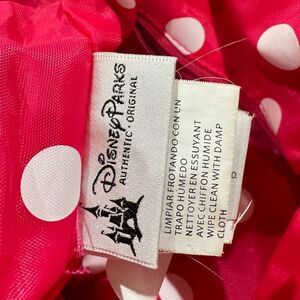 Disney Parks
AUTHENTIC • ORIGINAL
LIMPIAR FROTANDO CON UN
TRAPO HUMEDO
NETTOYER EN ESSUYANT
AVEC CHIFFON HUMIDE
WIPE CLEAN WITH DAMP
CLOTH